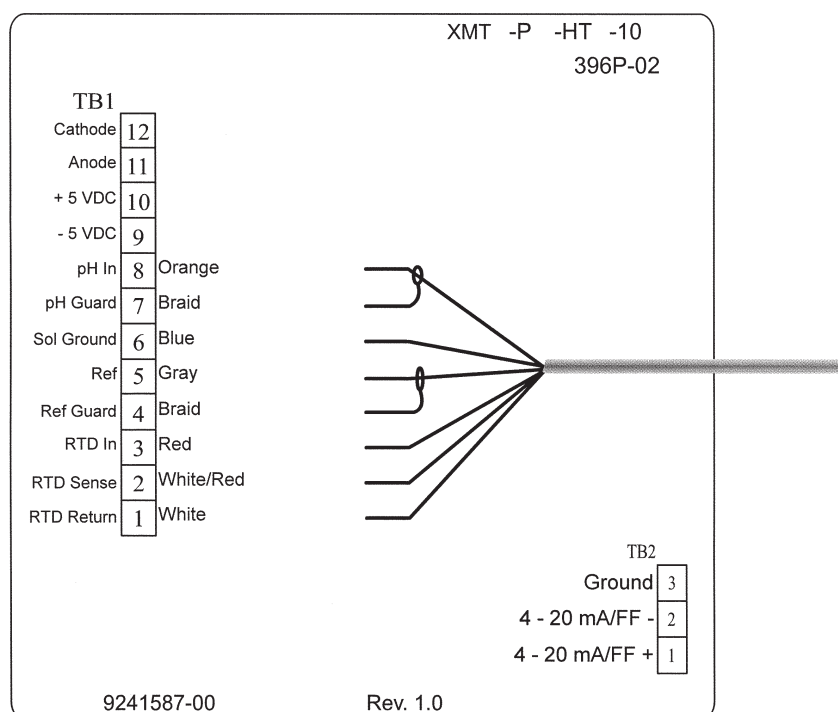 XMT -P -HT -10
396P-02
TB1
Cathode 12
Anode 11
+ 5 VDC 10
- 5 VDC 9
pH In 8 Orange
pH Guard 7 Braid
Sol Ground 6 Blue
Ref 5 Gray
Ref Guard 4 Braid
RTD In 3 Red
RTD Sense 2 White/Red
RTD Return 1 White
TB2
Ground 3
4 - 20 mA/FF - 2
4 - 20 mA/FF + 1
9241587-00 Rev. 1.0